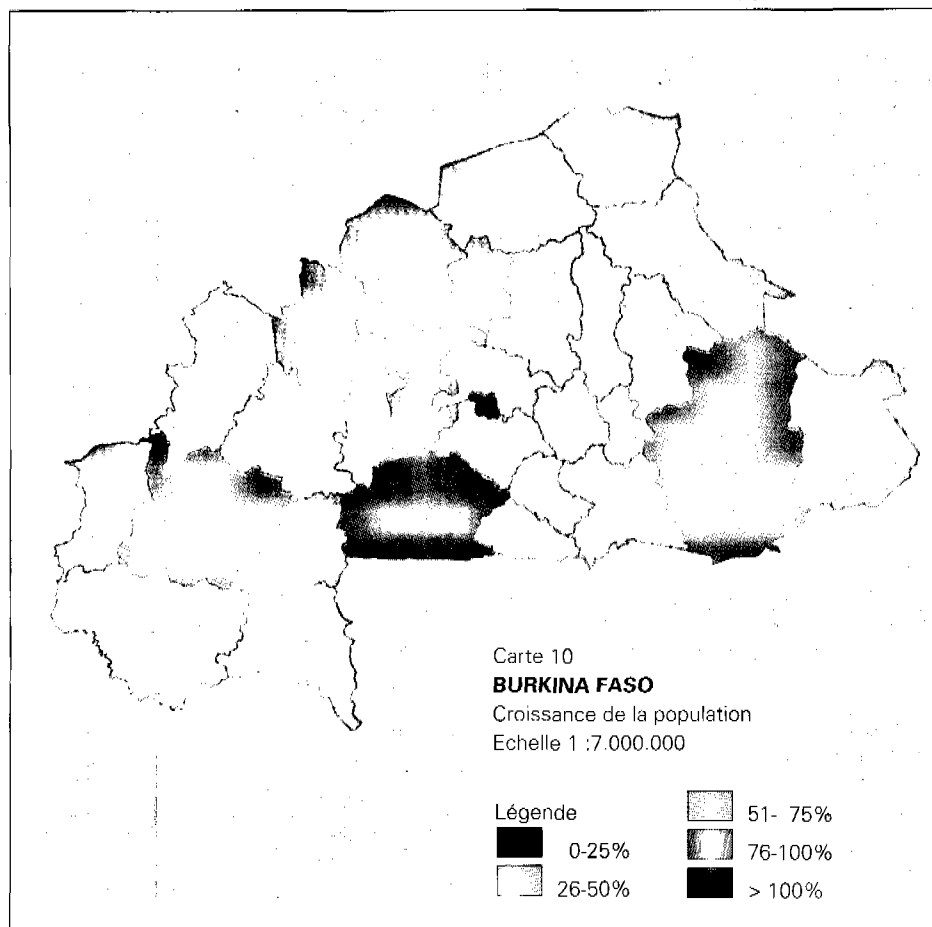 Carte 10
BURKINA FASO
Croissance de la population
Echelle 1 :7.000.000
Légende
0-25%
26-50%
51- 75%
76-100%
> 100%